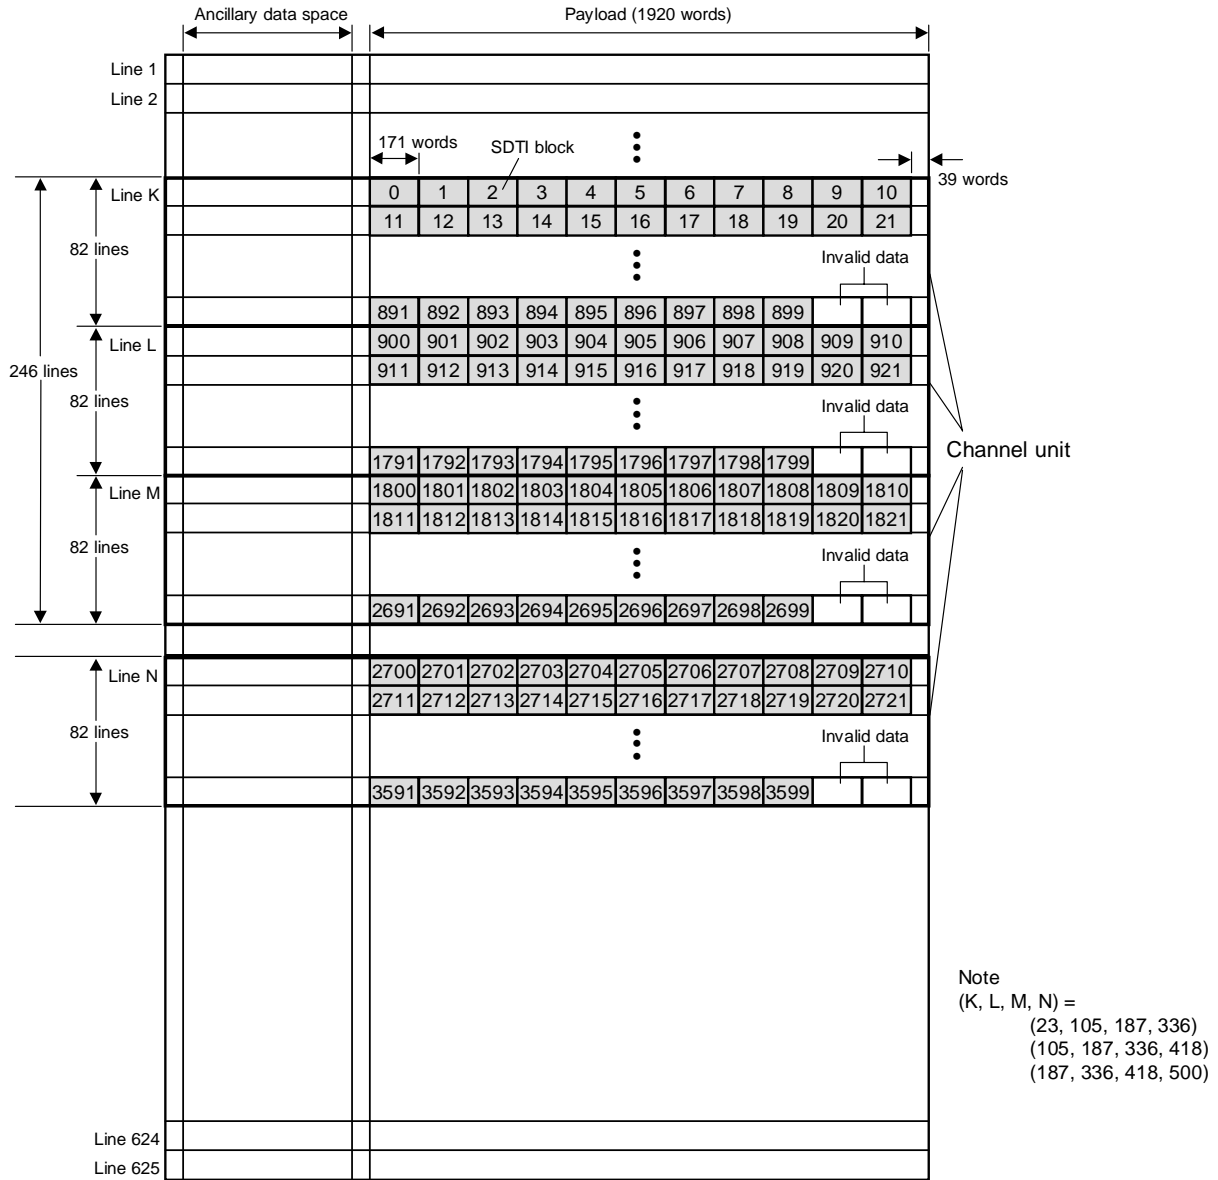 Ancillary data space Payload (1920 words)
Line 1
Line 2
171 words SDTI block
39 words
Line K 0 1 2 3 4 5 6 7 8 9 10
11 12 13 14 15 16 17 18 19 20 21
82 lines Invalid data
891 892 893 894 895 896 897 898 899
Line L 900 901 902 903 904 905 906 907 908 909 910
246 lines 911 912 913 914 915 916 917 918 919 920 921
82 lines Invalid data
Channel unit
1791 1792 1793 1794 1795 1796 1797 1798 1799
Line M 1800 1801 1802 1803 1804 1805 1806 1807 1808 1809 1810
1811 1812 1813 1814 1815 1816 1817 1818 1819 1820 1821
82 lines Invalid data
2691 2692 2693 2694 2695 2696 2697 2698 2699
Line N 2700 2701 2702 2703 2704 2705 2706 2707 2708 2709 2710
2711 2712 2713 2714 2715 2716 2717 2718 2719 2720 2721
82 lines Invalid data
3591 3592 3593 3594 3595 3596 3597 3598 3599
Note
(K, L, M, N) =
(23, 105, 187, 336)
(105, 187, 336, 418)
(187, 336, 418, 500)
Line 624
Line 625